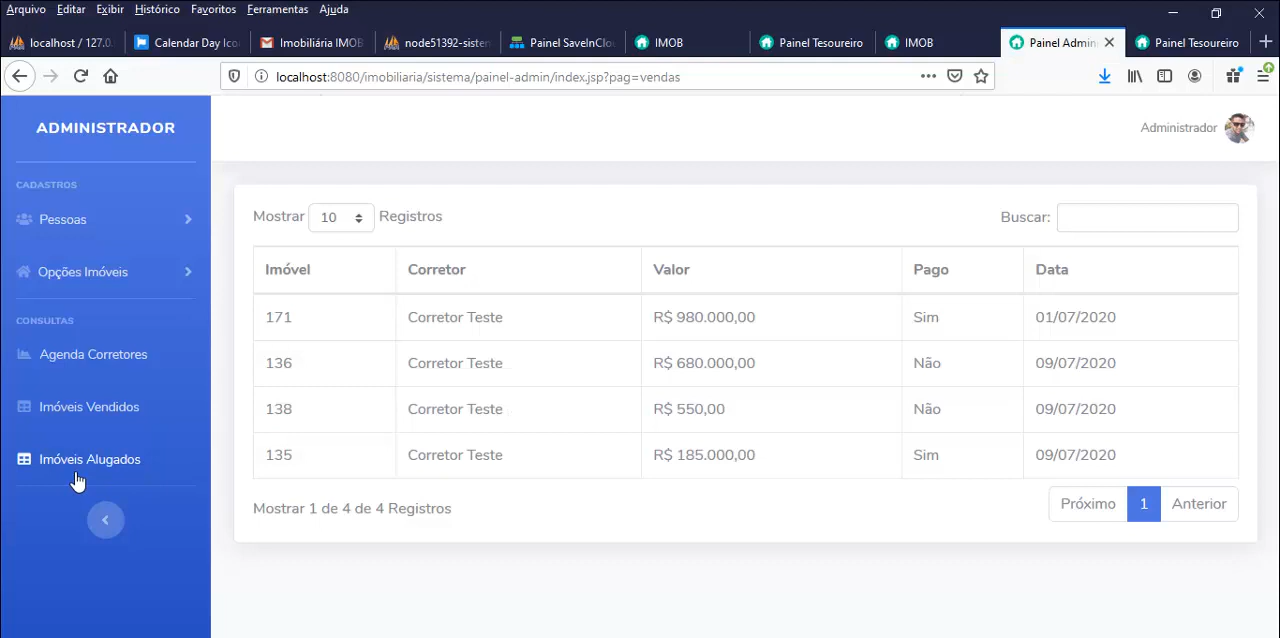 Arquivo Editar Exibir Histórico Favoritos Ferramentas Ajuda
localhost / 127.0. Calendar Day Ico Imobiliária IMOB node51392-sistem Painel SaveInClou IMOB Painel Tesoureiro IMOB Painel Admin Painel Tesoureiro
localhost:8080/imobiliaria/sistema/painel-admin/index.jsp?pag=vendas
ADMINISTRADOR
Administrador
CADASTROS
Pessoas
Opções Imóveis
CONSULTAS
Agenda Corretores
Imóveis Vendidos
Imóveis Alugados
Mostrar 10 Registros Buscar:
Imóvel Corretor Valor Pago Data
171 Corretor Teste R$ 980.000,00 Sim 01/07/2020
136 Corretor Teste R$ 680.000,00 Não 09/07/2020
138 Corretor Teste R$ 550,00 Não 09/07/2020
135 Corretor Teste R$ 185.000,00 Sim 09/07/2020
Mostrar 1 de 4 de 4 Registros Próximo 1 Anterior